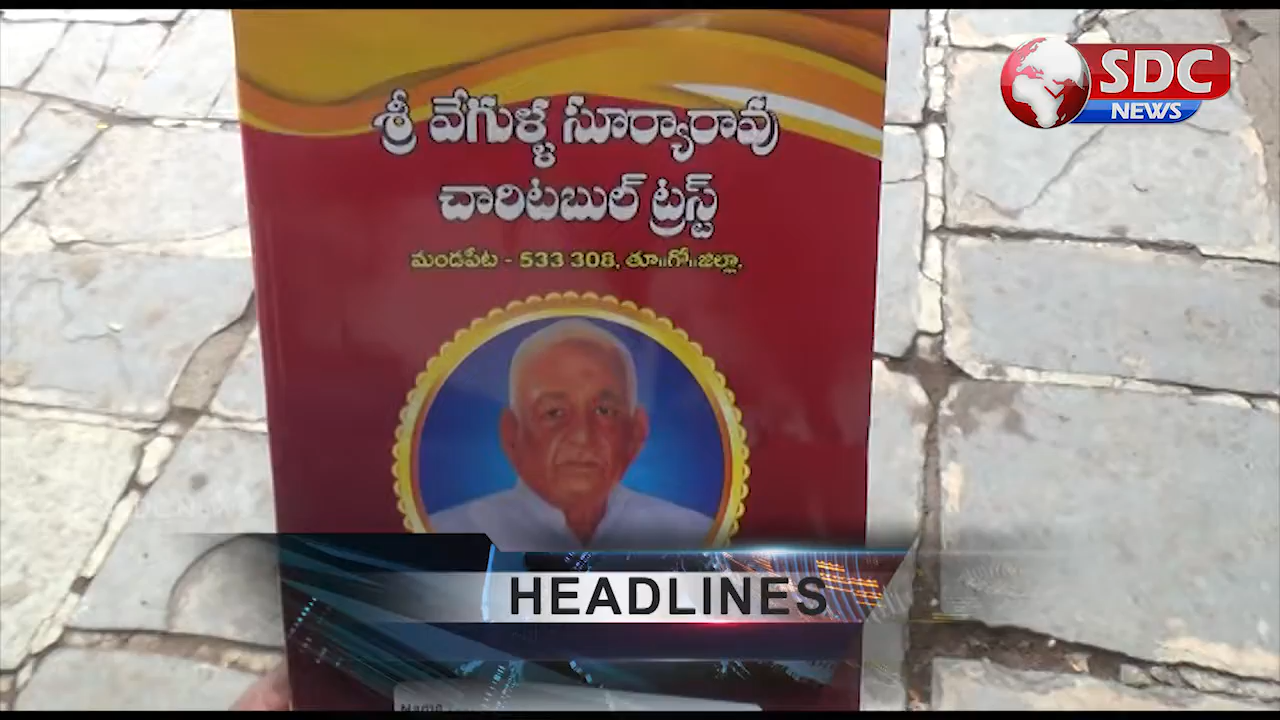 SDC
NEWS
శ్రీ వేగుళ్ళ సూర్యారావు
చారిటబుల్ ట్రస్ట్
మండపేట - 533 308, తూ॥గో॥జిల్లా.
HEADLINES